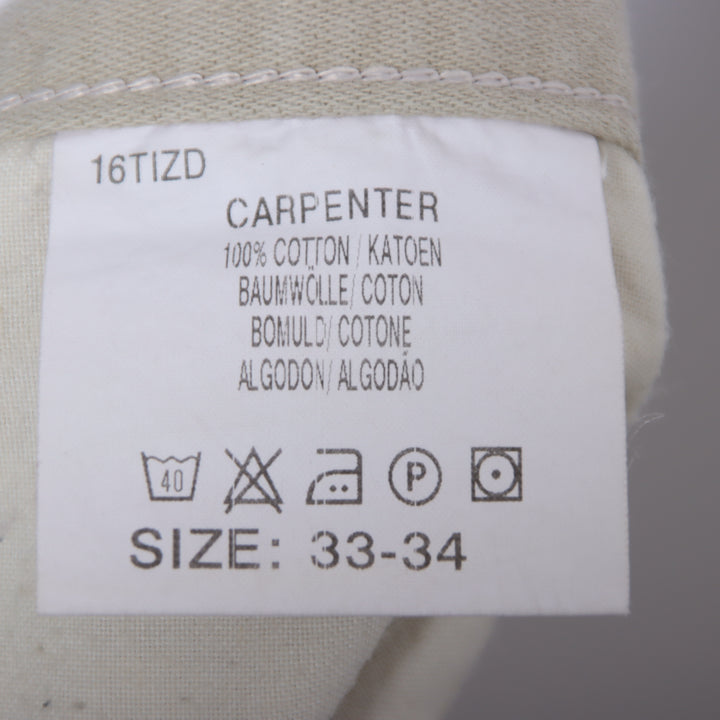 16TIZD
CARPENTER
100% COTTON / KATOEN
BAUMWÖLLE/ COTON
BOMULD/ COTONE
ALGODON/ ALGODÃO
40 P
SIZE: 33-34